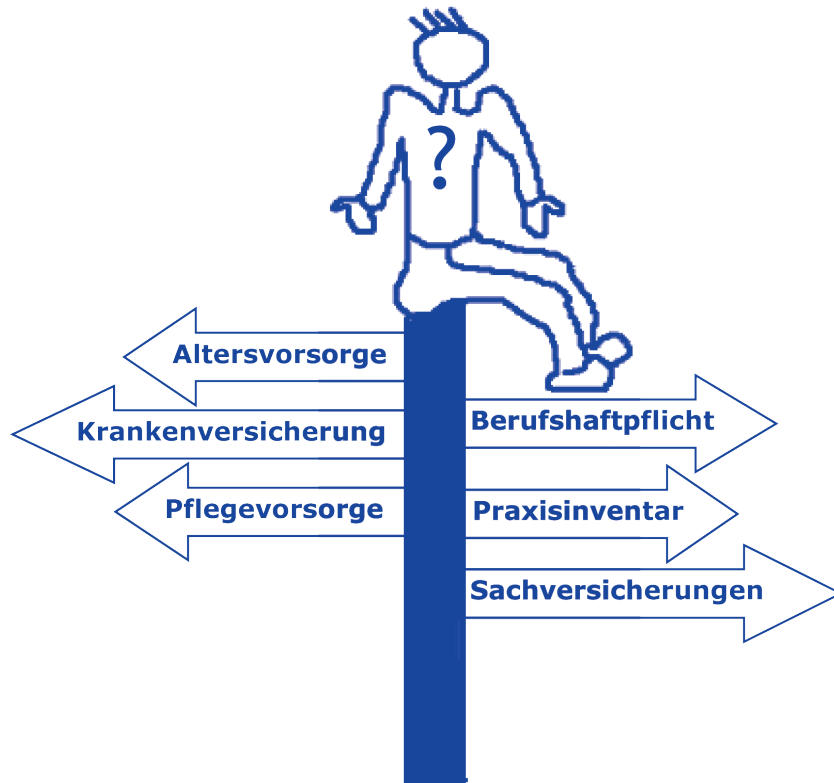 ?
Altersvorsorge
Krankenversicherung
Pflegevorsorge
Berufshaftpflicht
Praxisinventar
Sachversicherungen